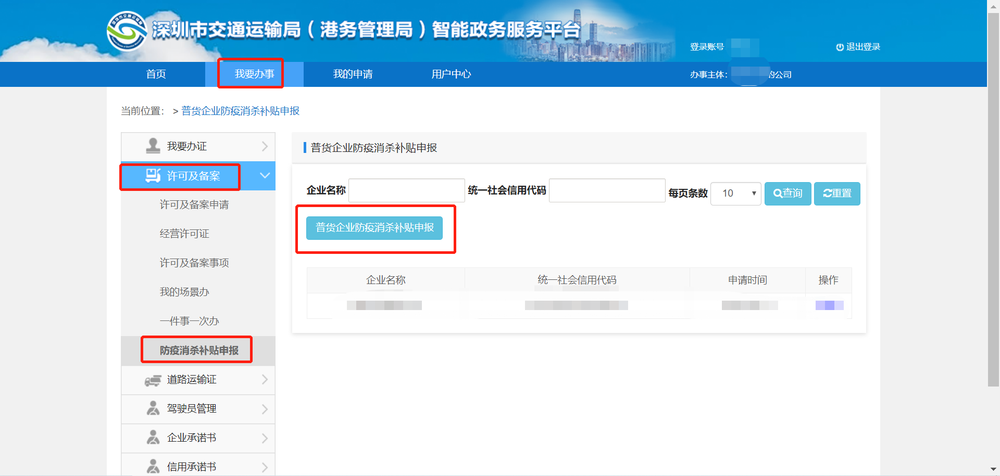 深圳市交通运输局（港务管理局）智能政务服务平台
登录账号
退出登录
首页
我要办事
我的申请
用户中心
办事主体：
的公司
当前位置： > 普货企业防疫消杀补贴申报
我要办证
许可及备案
许可及备案申请
经营许可证
许可及备案事项
我的场景办
一件事一次办
防疫消杀补贴申报
道路运输证
驾驶员管理
企业承诺书
信用承诺书
普货企业防疫消杀补贴申报
企业名称 统一社会信用代码 每页条数 10 查询 重置
普货企业防疫消杀补贴申报
企业名称 统一社会信用代码 申请时间 操作